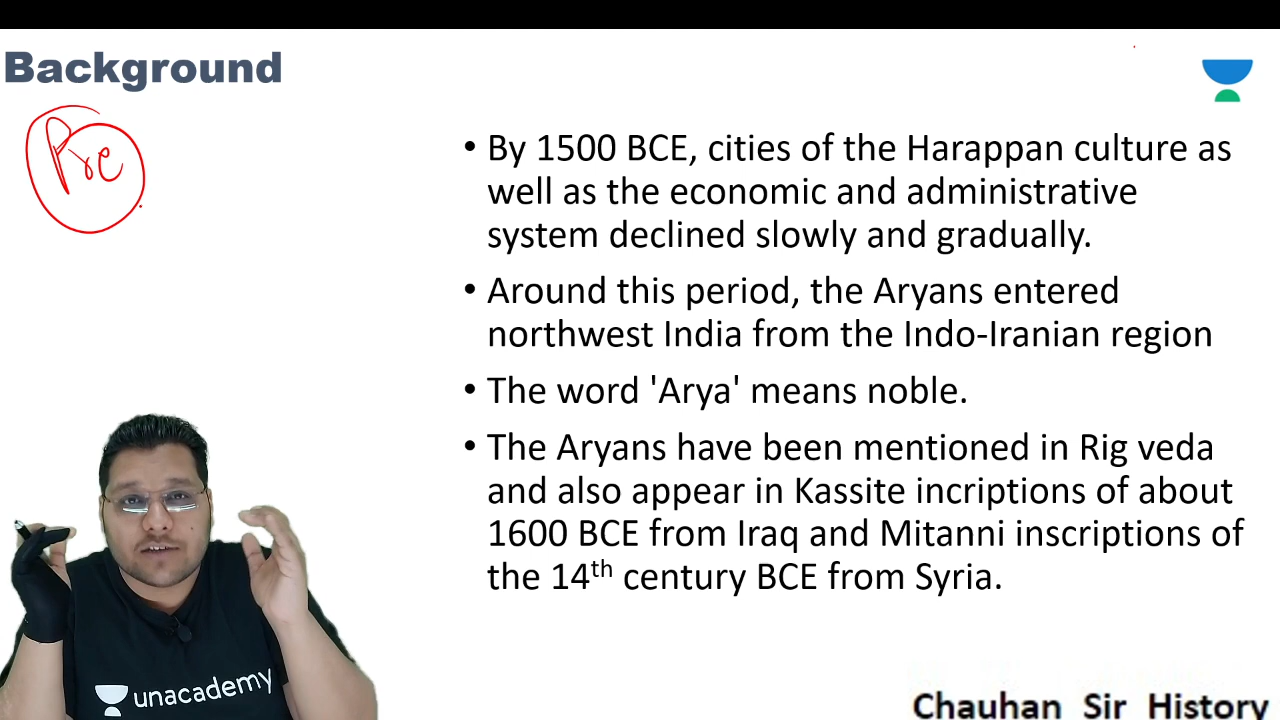 Background
Pre
• By 1500 BCE, cities of the Harappan culture as
well as the economic and administrative
system declined slowly and gradually.
• Around this period, the Aryans entered
northwest India from the Indo-Iranian region
• The word 'Arya' means noble.
• The Aryans have been mentioned in Rig veda
and also appear in Kassite incriptions of about
1600 BCE from Iraq and Mitanni inscriptions of
the 14th century BCE from Syria.
unacademy
Chauhan Sir History